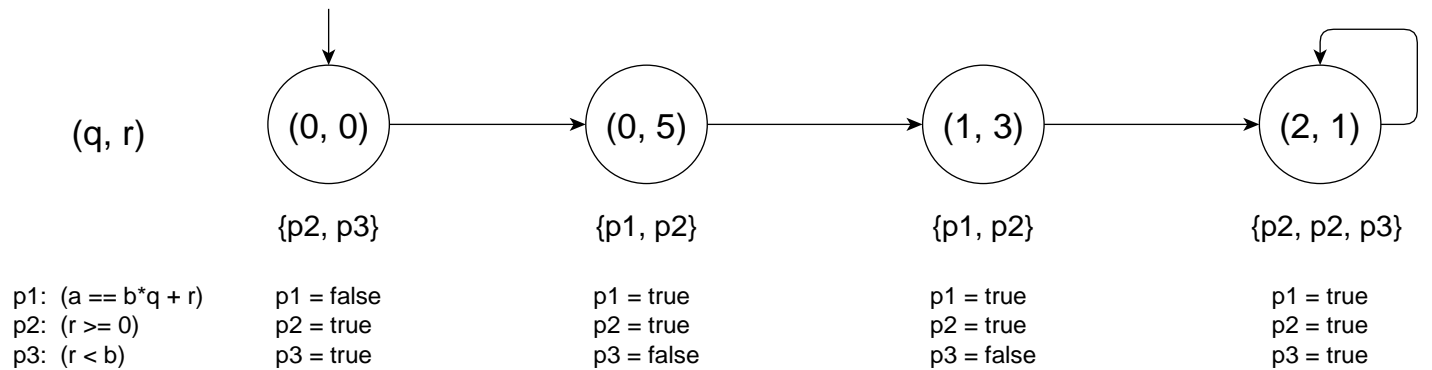 (q, r)
(0, 0)
(0, 5)
(1, 3)
(2, 1)
{p2, p3}
{p1, p2}
{p1, p2}
{p2, p2, p3}
p1: (a == b*q + r) p1 = false p1 = true p1 = true p1 = true
p2: (r >= 0) p2 = true p2 = true p2 = true p2 = true
p3: (r < b) p3 = true p3 = false p3 = false p3 = true